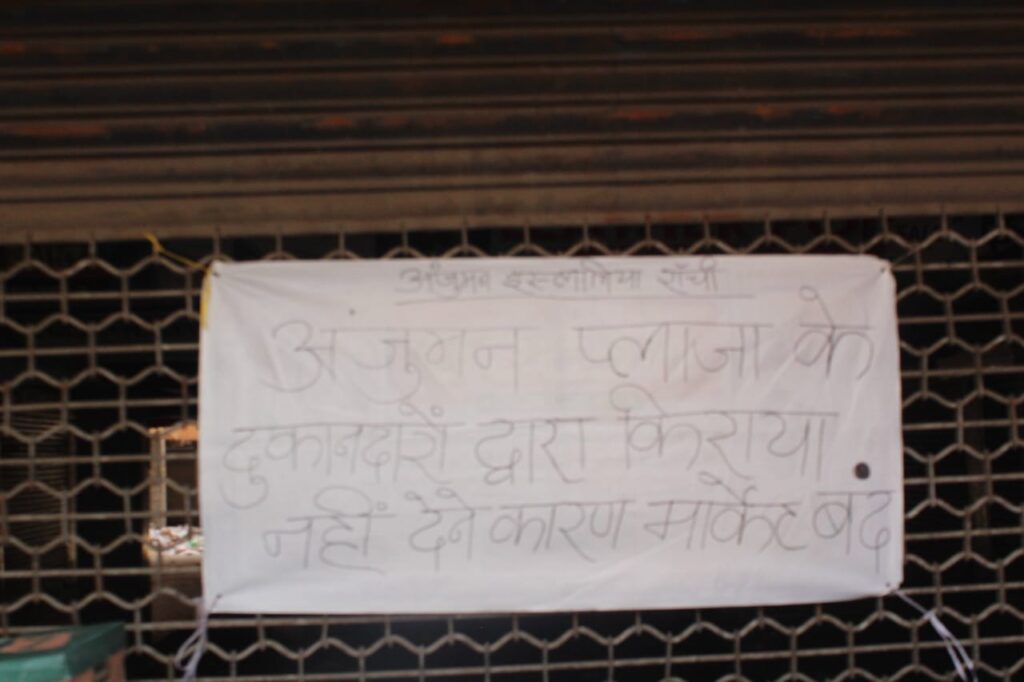 अंजुमन इस्लामिया राँची
अंजुमन प्लाजा के
दुकानदारों द्वारा किराया
नहीं देने कारण मार्केट बंद